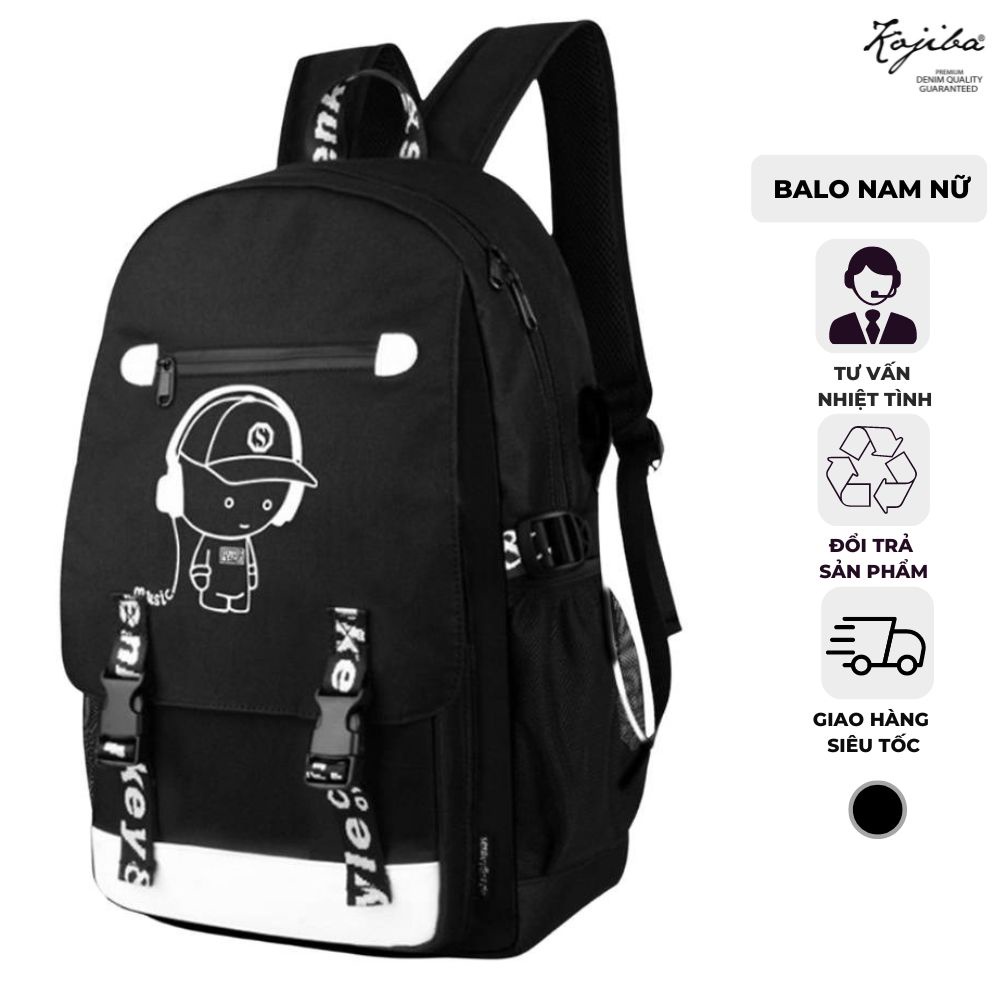 Kojiba®
PREMIUM
DENIM QUALITY
GUARANTEED
BALO NAM NỮ
TƯ VẤN
NHIỆT TÌNH
ĐỔI TRẢ
SẢN PHẨM
GIAO HÀNG
SIÊU TỐC
S
music